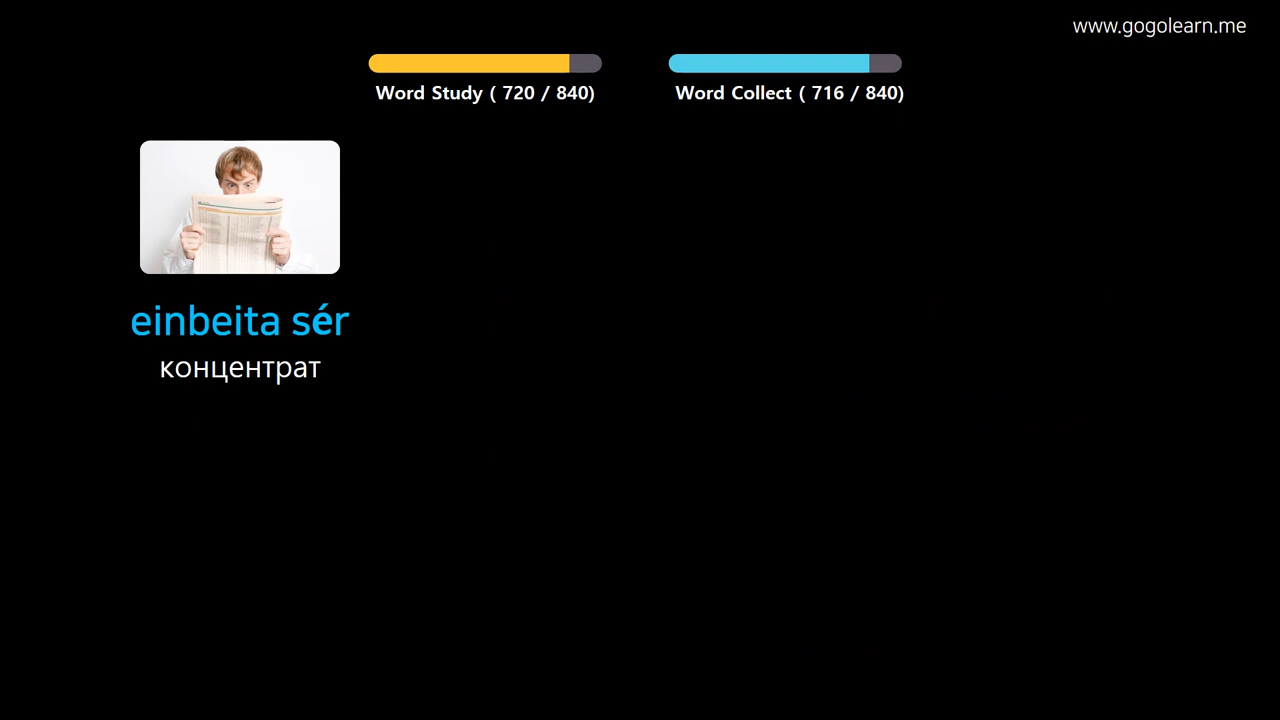 www.gogolearn.me
Word Study ( 720 / 840)
Word Collect ( 716 / 840)
einbeita sér
концентрат